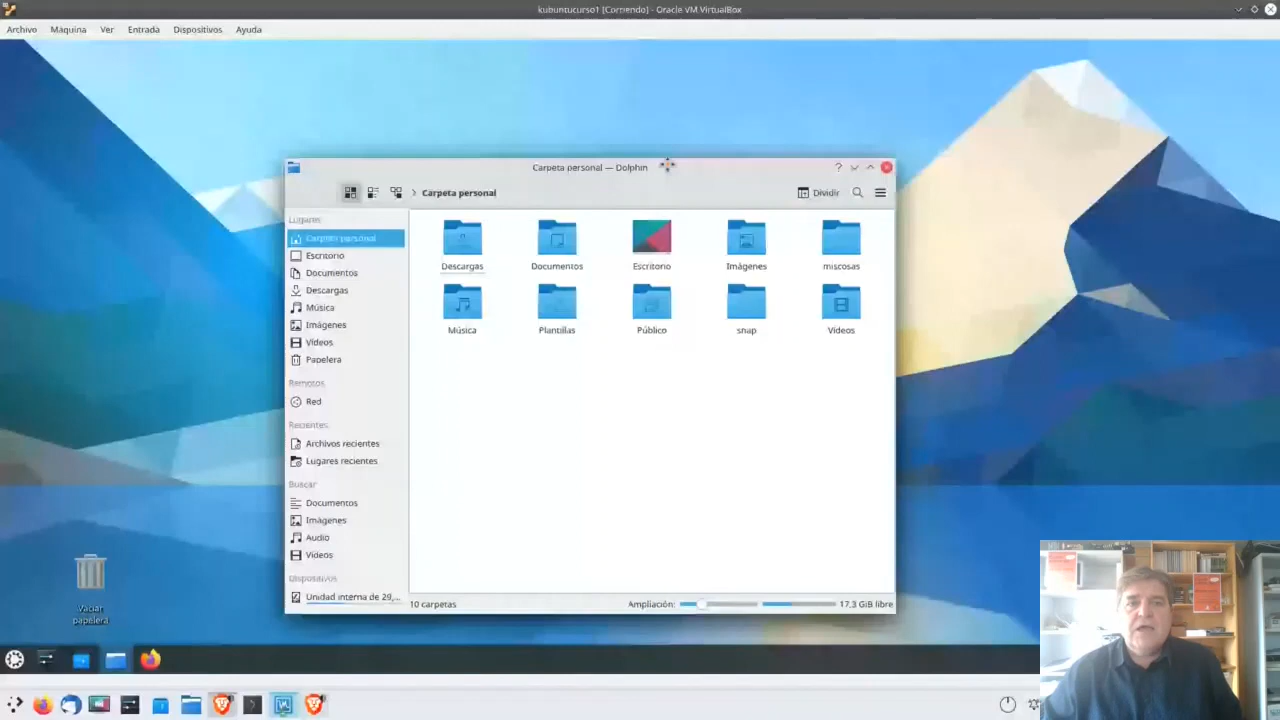 kubuntucurso1 [Corriendo] - Oracle VM VirtualBox
Archivo Máquina Ver Entrada Dispositivos Ayuda
Carpeta personal — Dolphin
Carpeta personal
Dividir
Lugares
Carpeta personal
Escritorio
Documentos
Descargas
Música
Imágenes
Vídeos
Papelera
Remotos
Red
Recientes
Archivos recientes
Lugares recientes
Buscar
Documentos
Imágenes
Audio
Vídeos
Dispositivos
Unidad interna de 29,...
Descargas Documentos Escritorio Imágenes miscosas
Música Plantillas Público snap Vídeos
10 carpetas
Ampliación:
17,3 GiB libre
Vaciar
papelera